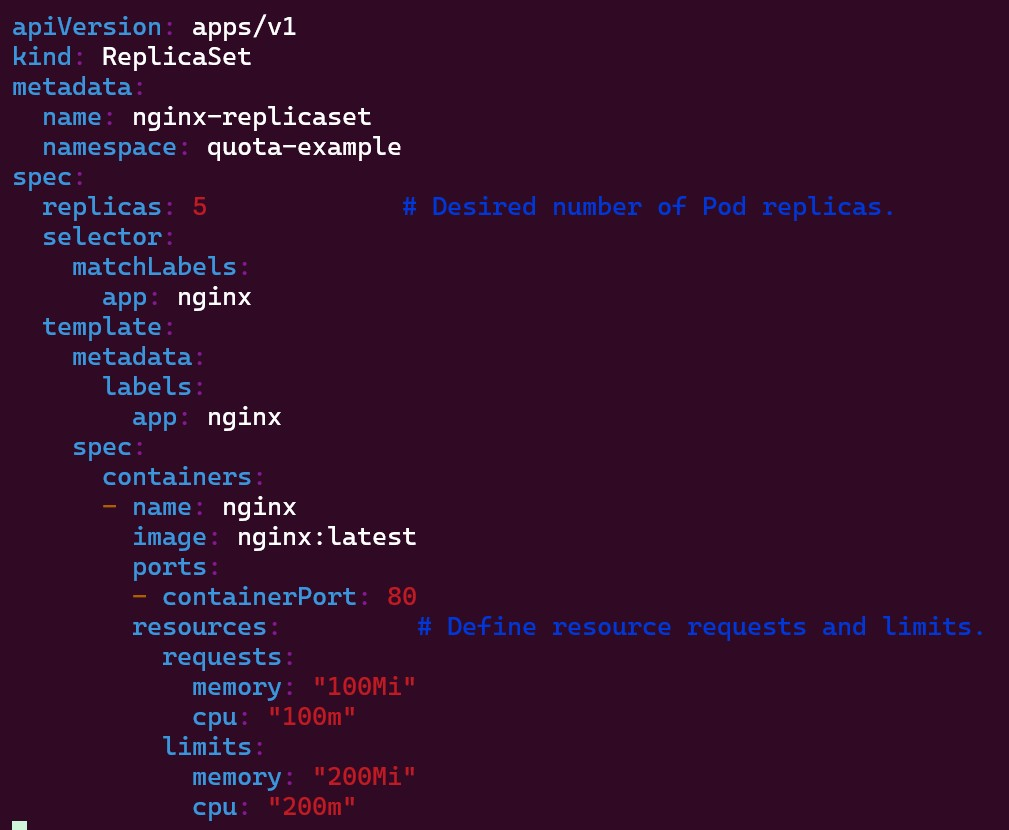 apiVersion: apps/v1
kind: ReplicaSet
metadata:
  name: nginx-replicaset
  namespace: quota-example
spec:
  replicas: 5             # Desired number of Pod replicas.
  selector:
    matchLabels:
      app: nginx
  template:
    metadata:
      labels:
        app: nginx
    spec:
      containers:
      - name: nginx
        image: nginx:latest
        ports:
        - containerPort: 80
        resources:         # Define resource requests and limits.
          requests:
            memory: "100Mi"
            cpu: "100m"
          limits:
            memory: "200Mi"
            cpu: "200m"